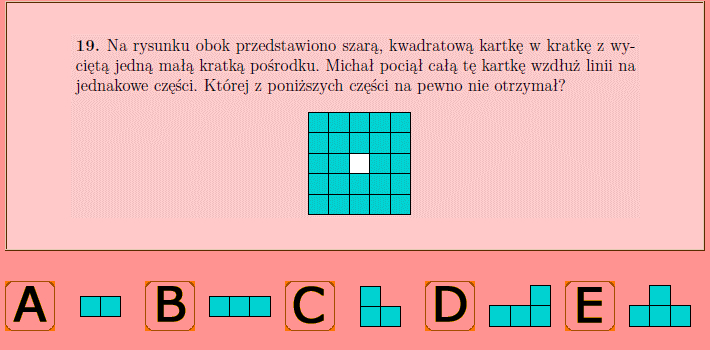 19. Na rysunku obok przedstawiono szarą, kwadratową kartkę w kratkę z wy-
ciętą jedną małą kratką pośrodku. Michał pociął całą tę kartkę wzdłuż linii na
jednakowe części. Której z poniższych części na pewno nie otrzymał?
A B C D E